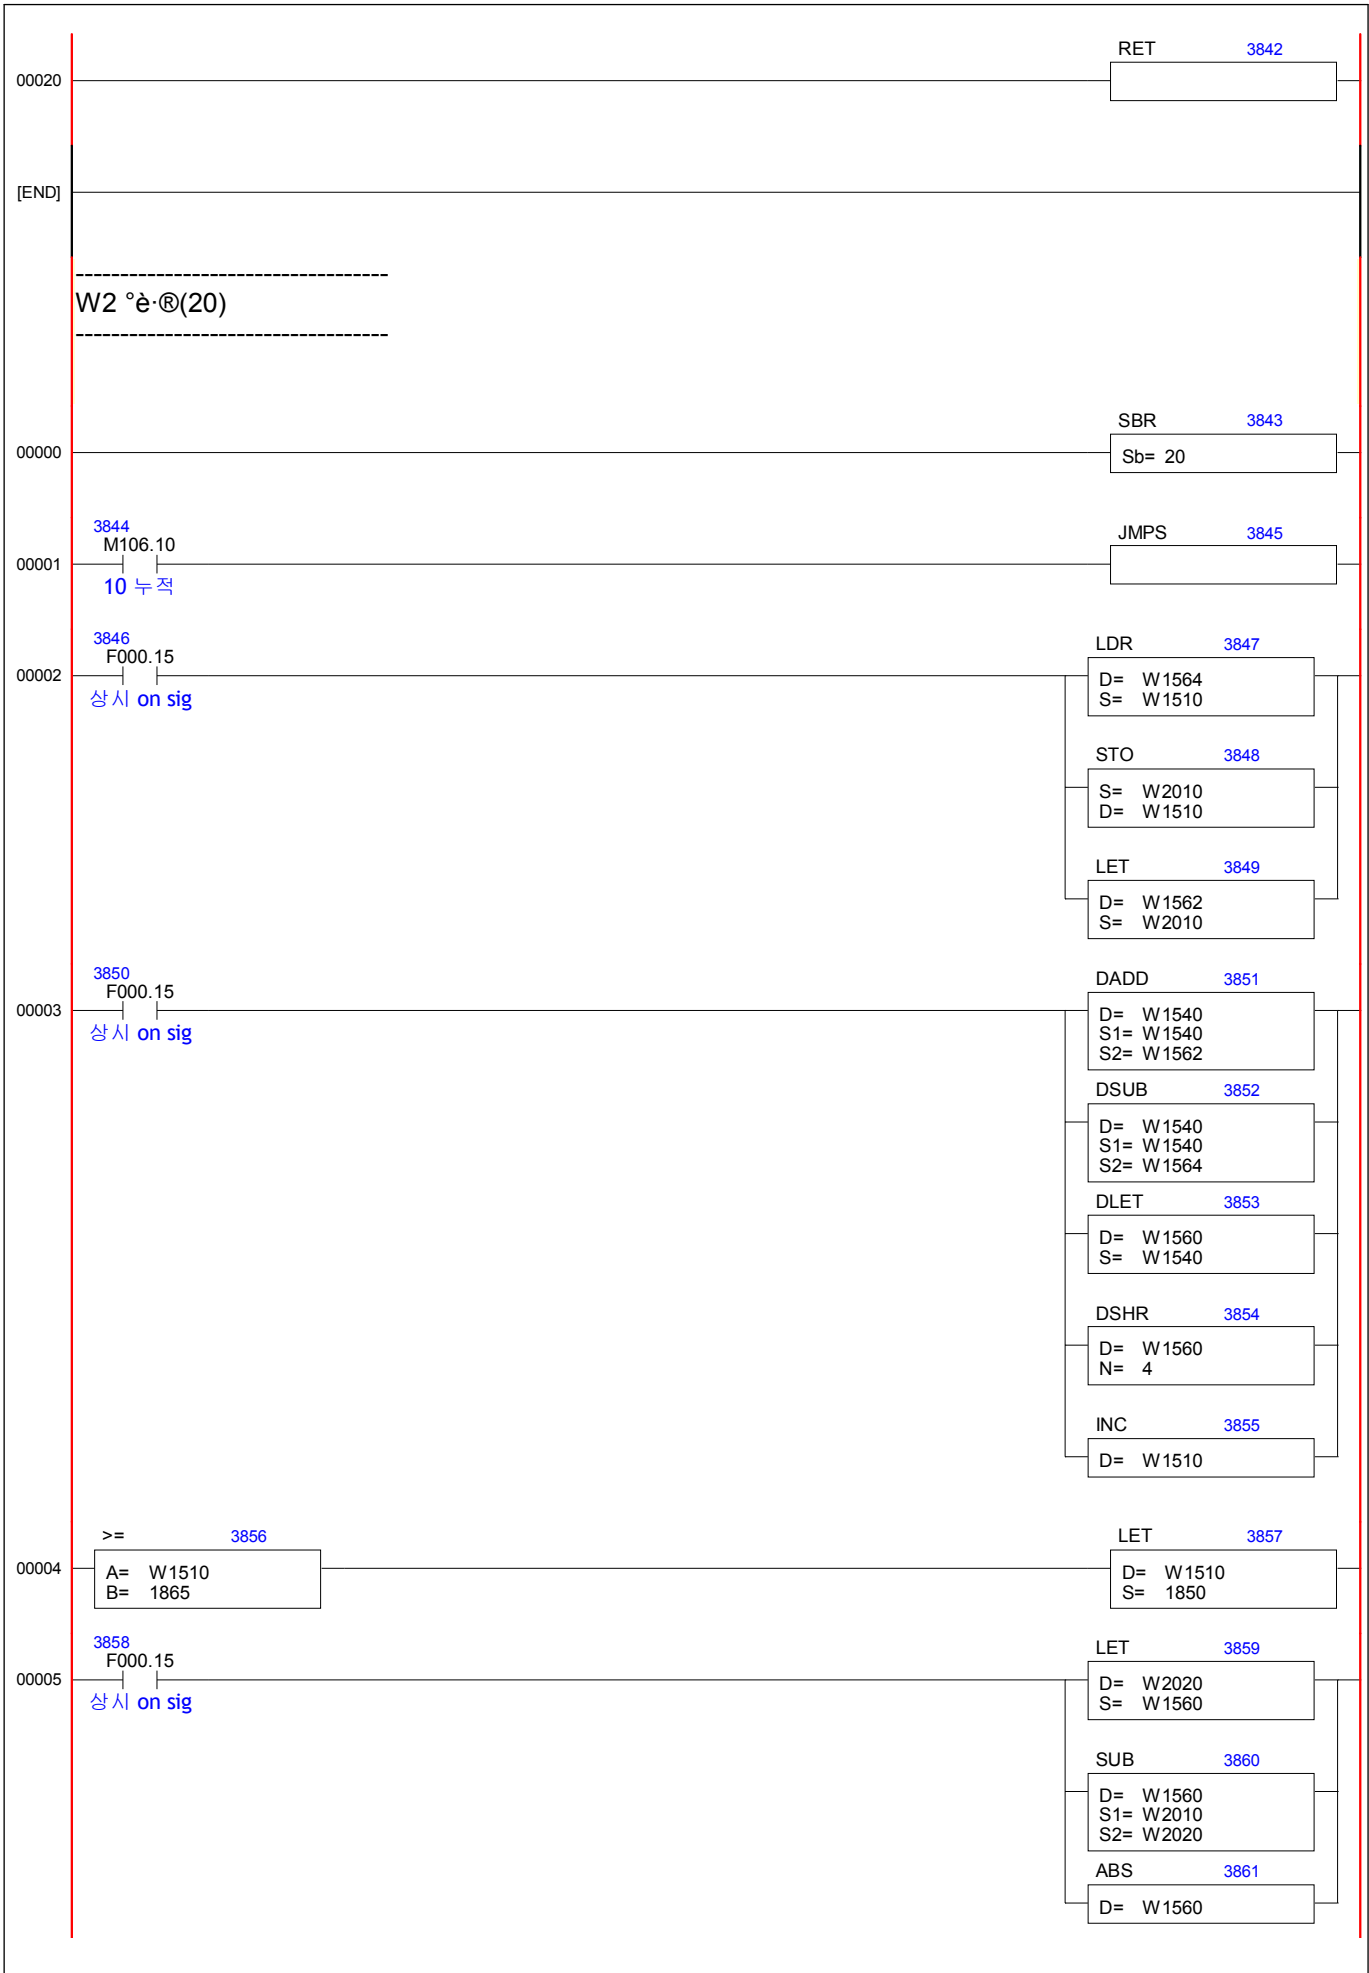 RET 3842
00020
[END]
-----------------------------------
W2 °è·®(20)
-----------------------------------
SBR 3843
00000
Sb= 20
3844
M106.10
JMPS 3845
00001
10 누적
3846
F000.15
LDR 3847
00002
D= W1564
S= W1510
상시 on sig
STO 3848
S= W2010
D= W1510
LET 3849
D= W1562
S= W2010
3850
F000.15
DADD 3851
00003
D= W1540
S1= W1540
S2= W1562
상시 on sig
DSUB 3852
D= W1540
S1= W1540
S2= W1564
DLET 3853
D= W1560
S= W1540
DSHR 3854
D= W1560
N= 4
INC 3855
D= W1510
>= 3856
LET 3857
00004
A= W1510
B= 1865
D= W1510
S= 1850
3858
F000.15
LET 3859
00005
D= W2020
S= W1560
상시 on sig
SUB 3860
D= W1560
S1= W2010
S2= W2020
ABS 3861
D= W1560